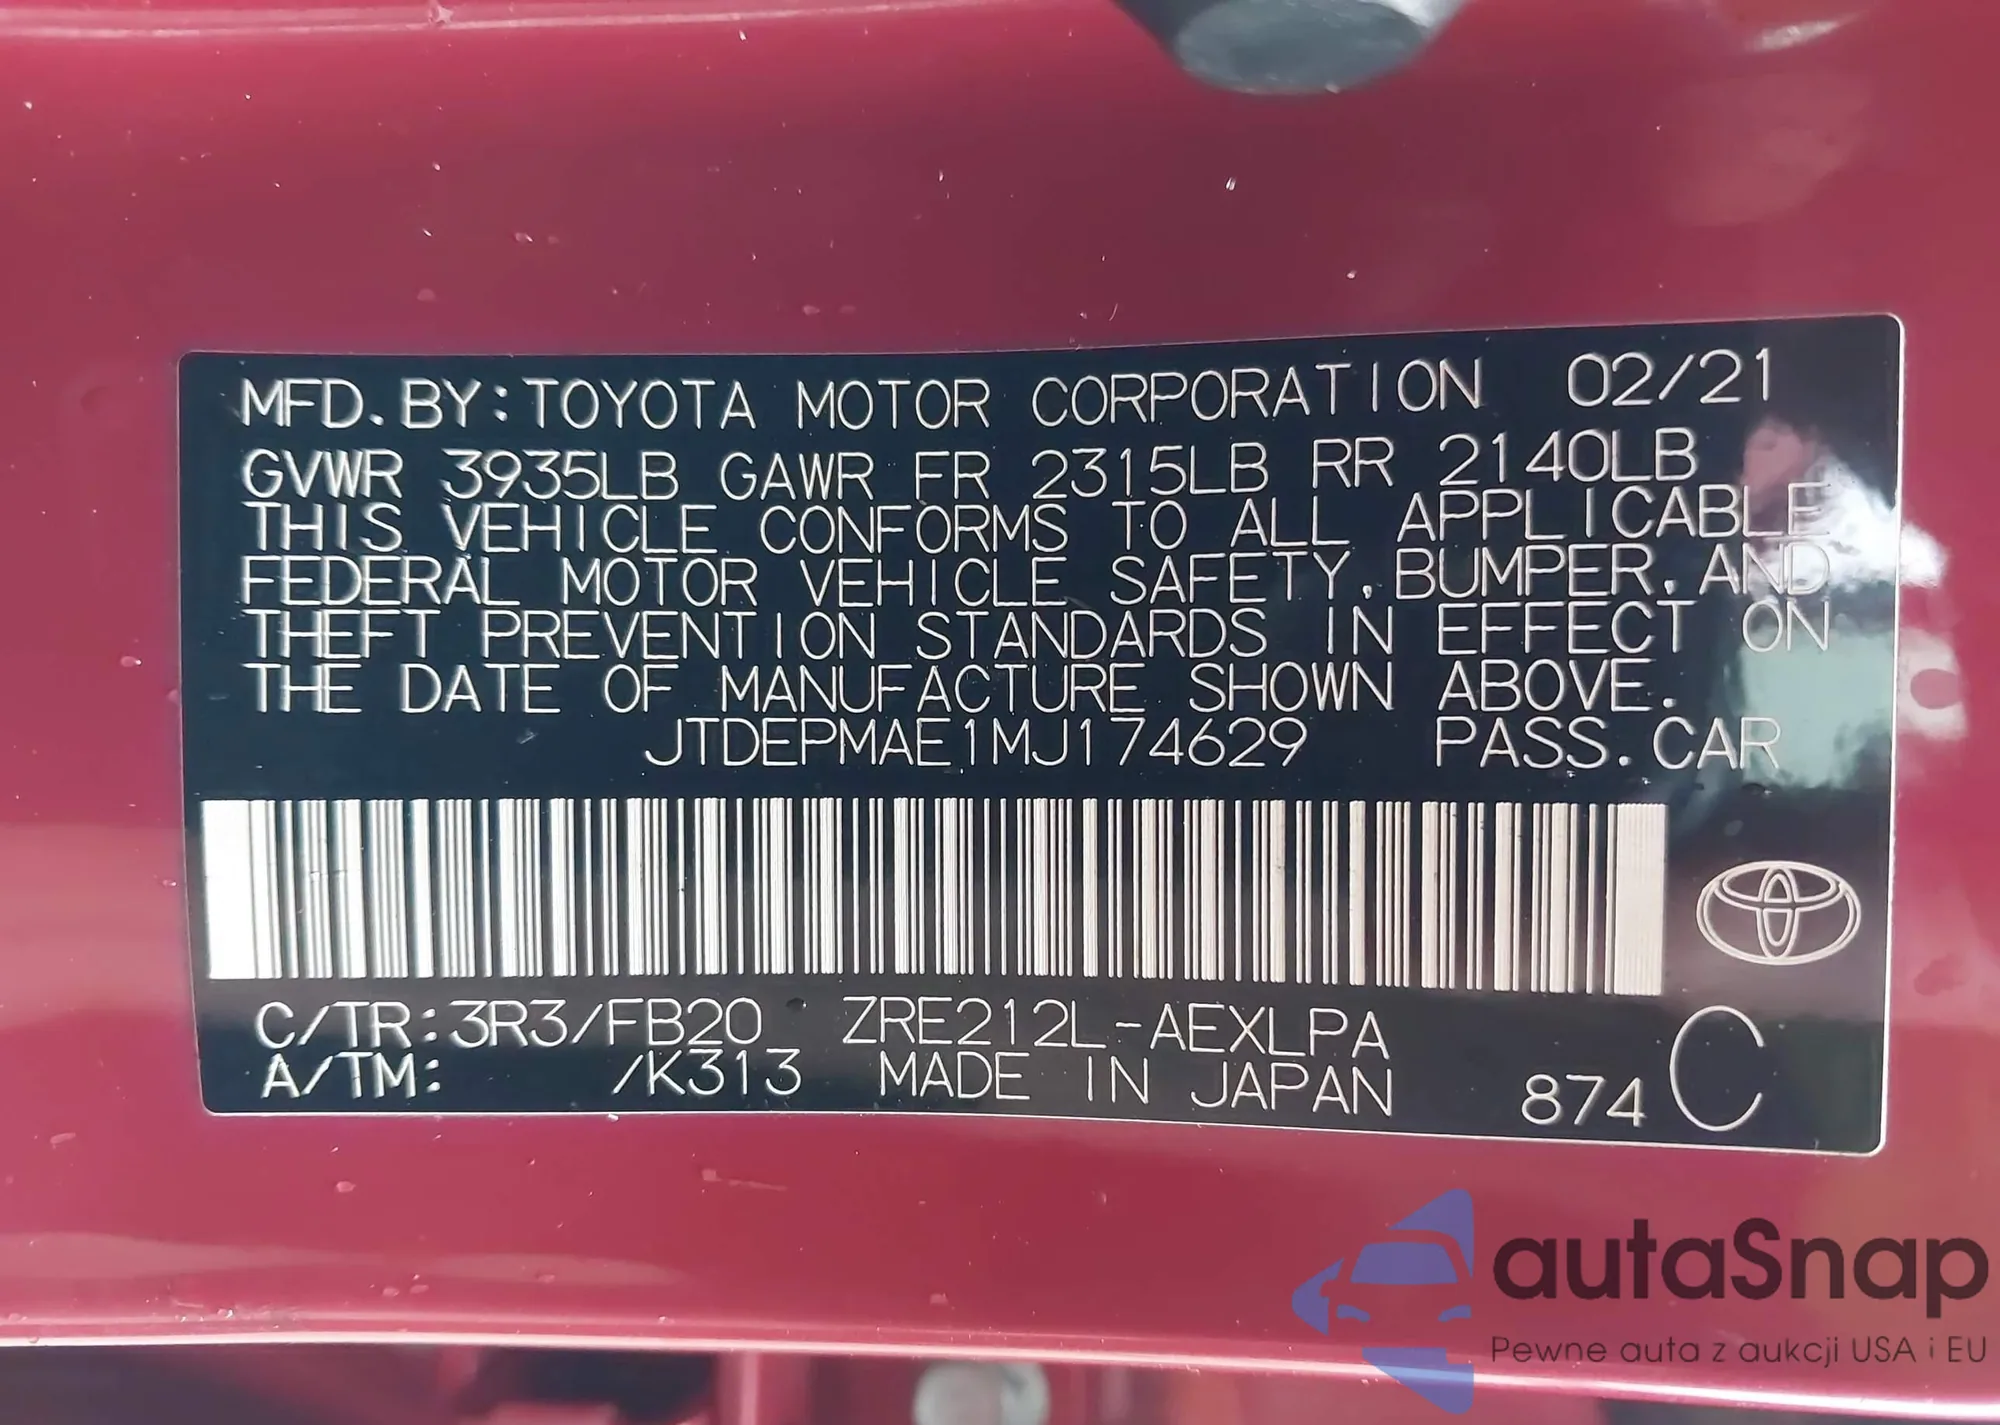 MFD. BY: TOYOTA MOTOR CORPORATION 02/21
GVWR 3935LB GAWR FR 2315LB RR 2140LB
THIS VEHICLE CONFORMS TO ALL APPLICABLE
FEDERAL MOTOR VEHICLE SAFETY, BUMPER, AND
THEFT PREVENTION STANDARDS IN EFFECT ON
THE DATE OF MANUFACTURE SHOWN ABOVE.
JTDEPMAE1MJ174629 PASS. CAR
C/TR: 3R3/FB20 ZRE212L-AEXLPA
A/TM: /K313 MADE IN JAPAN 874 C
autaSnap
Pewne auta z aukcji USA i EU